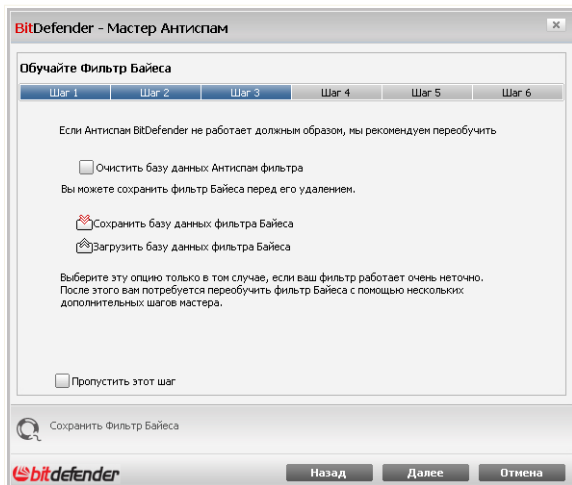 BitDefender - Мастер Антиспам
Обучайте Фильтр Байеса
Шаг 1 Шаг 2 Шаг 3 Шаг 4 Шаг 5 Шаг 6
Если Антиспам BitDefender не работает должным образом, мы рекомендуем переобучить
Очистить базу данных Антиспам фильтра
Вы можете сохранить фильтр Байеса перед его удалением.
Сохранить базу данных фильтра Байеса
Загрузить базу данных фильтра Байеса
Выберите эту опцию только в том случае, если ваш фильтр работает очень неточно.
После этого вам потребуется переобучить фильтр Байеса с помощью нескольких
дополнительных шагов мастера.
Пропустить этот шаг
Сохранить Фильтр Байеса
bitdefender
Назад Далее Отмена